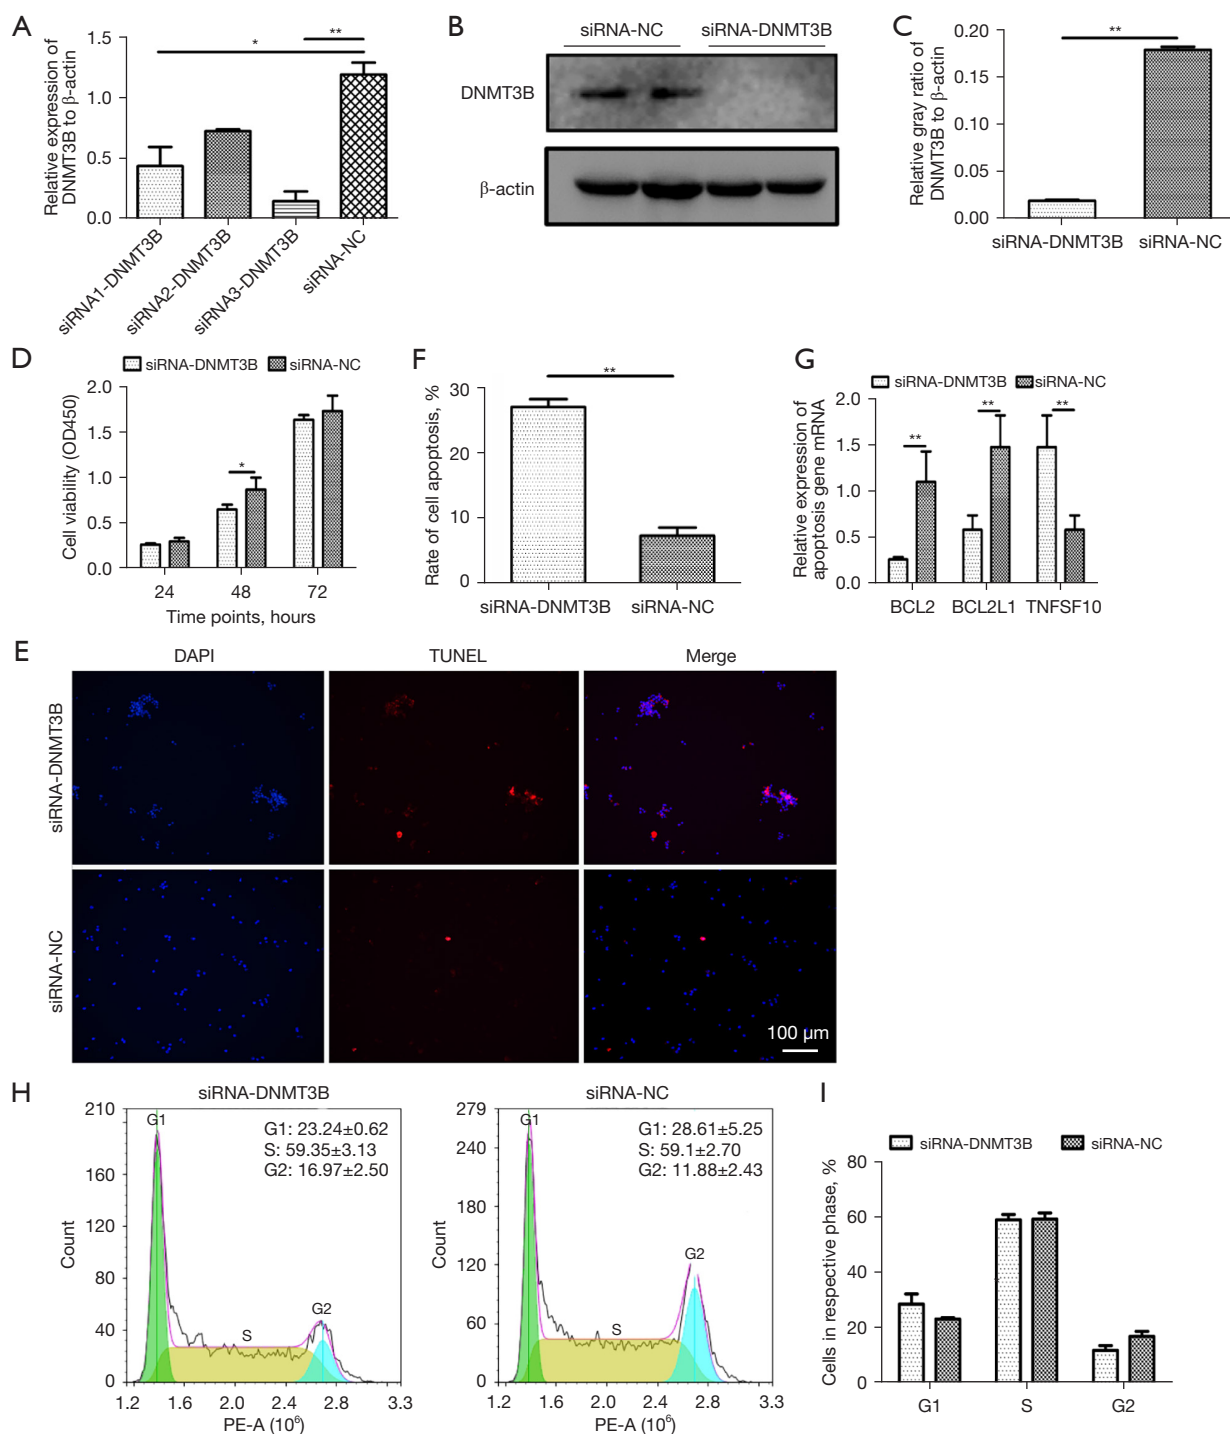 A
Relative expression of
DNMT3B to β-actin
1.5
1.0
0.5
0.0
*
**
siRNA1-DNMT3B
siRNA2-DNMT3B
siRNA3-DNMT3B
siRNA-NC
B
siRNA-NC
siRNA-DNMT3B
DNMT3B
β-actin
C
Relative gray ratio of
DNMT3B to β-actin
0.20
0.15
0.10
0.05
0.00
**
siRNA-DNMT3B
siRNA-NC
D
siRNA-DNMT3B
siRNA-NC
Cell viability (OD450)
2.0
1.5
1.0
0.5
0.0
*
24
48
72
Time points, hours
F
Rate of cell apoptosis, %
30
20
10
0
**
siRNA-DNMT3B
siRNA-NC
G
siRNA-DNMT3B
siRNA-NC
Relative expression of
apoptosis gene mRNA
2.0
1.5
1.0
0.5
0.0
**
**
**
BCL2
BCL2L1
TNFSF10
E
DAPI
TUNEL
Merge
siRNA-DNMT3B
siRNA-NC
100 µm
H
siRNA-DNMT3B
Count
210
160
120
80
40
0
G1
S
G2
G1: 23.24±0.62
S: 59.35±3.13
G2: 16.97±2.50
1.2
1.6
2.0
2.4
2.8
3.3
PE-A (10⁶)
siRNA-NC
Count
279
240
180
120
60
0
G1
S
G2
G1: 28.61±5.25
S: 59.1±2.70
G2: 11.88±2.43
1.2
1.6
2.0
2.4
2.8
3.3
PE-A (10⁶)
I
siRNA-DNMT3B
siRNA-NC
Cells in respective phase, %
80
60
40
20
0
G1
S
G2